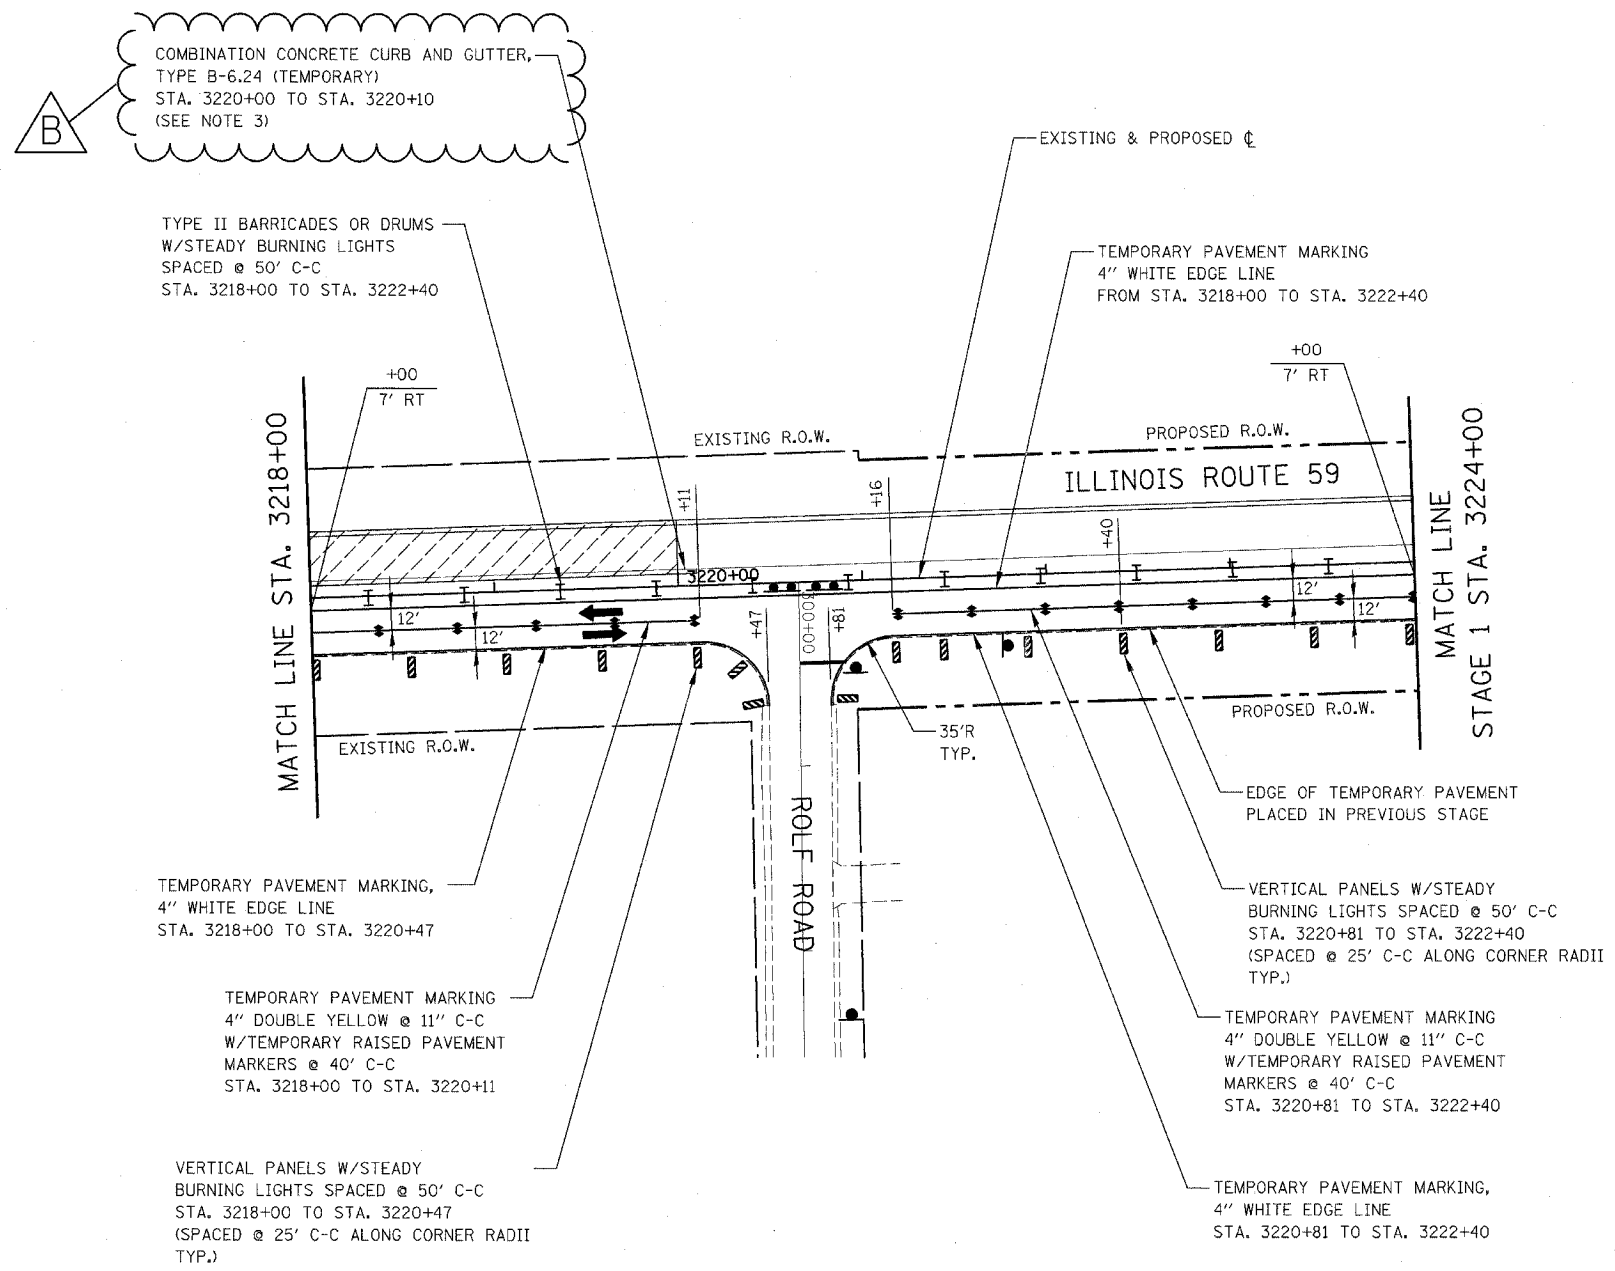 COMBINATION CONCRETE CURB AND GUTTER,
TYPE B-6.24 (TEMPORARY)
STA. 3220+00 TO STA. 3220+10
(SEE NOTE 3)
B
EXISTING & PROPOSED ℄
TYPE II BARRICADES OR DRUMS
W/STEADY BURNING LIGHTS
SPACED @ 50' C-C
STA. 3218+00 TO STA. 3222+40
TEMPORARY PAVEMENT MARKING
4" WHITE EDGE LINE
FROM STA. 3218+00 TO STA. 3222+40
+00
7' RT
+00
7' RT
MATCH LINE STA. 3218+00
EXISTING R.O.W.
PROPOSED R.O.W.
ILLINOIS ROUTE 59
MATCH LINE
STAGE 1 STA. 3224+00
+11
+16
+40
3220+00
12'
12'
12'
12'
+47
300+00
+81
EXISTING R.O.W.
PROPOSED R.O.W.
35'R
TYP.
ROLF ROAD
EDGE OF TEMPORARY PAVEMENT
PLACED IN PREVIOUS STAGE
TEMPORARY PAVEMENT MARKING,
4" WHITE EDGE LINE
STA. 3218+00 TO STA. 3220+47
VERTICAL PANELS W/STEADY
BURNING LIGHTS SPACED @ 50' C-C
STA. 3220+81 TO STA. 3222+40
(SPACED @ 25' C-C ALONG CORNER RADII
TYP.)
TEMPORARY PAVEMENT MARKING
4" DOUBLE YELLOW @ 11" C-C
W/TEMPORARY RAISED PAVEMENT
MARKERS @ 40' C-C
STA. 3218+00 TO STA. 3220+11
TEMPORARY PAVEMENT MARKING
4" DOUBLE YELLOW @ 11" C-C
W/TEMPORARY RAISED PAVEMENT
MARKERS @ 40' C-C
STA. 3220+81 TO STA. 3222+40
VERTICAL PANELS W/STEADY
BURNING LIGHTS SPACED @ 50' C-C
STA. 3218+00 TO STA. 3220+47
(SPACED @ 25' C-C ALONG CORNER RADII
TYP.)
TEMPORARY PAVEMENT MARKING,
4" WHITE EDGE LINE
STA. 3220+81 TO STA. 3222+40